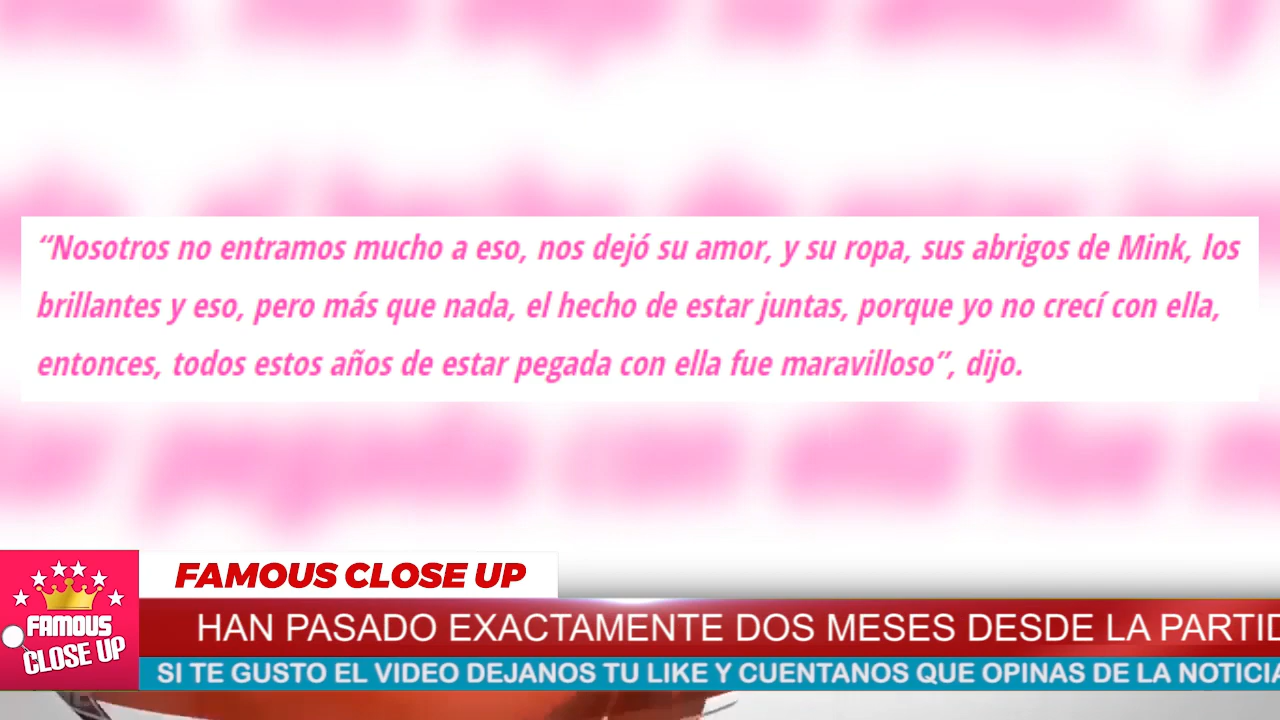 “Nosotros no entramos mucho a eso, nos dejó su amor, y su ropa, sus abrigos de Mink, los
brillantes y eso, pero más que nada, el hecho de estar juntas, porque yo no crecí con ella,
entonces, todos estos años de estar pegada con ella fue maravilloso”, dijo.
FAMOUS CLOSE UP
FAMOUS
CLOSE UP
HAN PASADO EXACTAMENTE DOS MESES DESDE LA PARTID
SI TE GUSTO EL VIDEO DEJANOS TU LIKE Y CUENTANOS QUE OPINAS DE LA NOTICIA